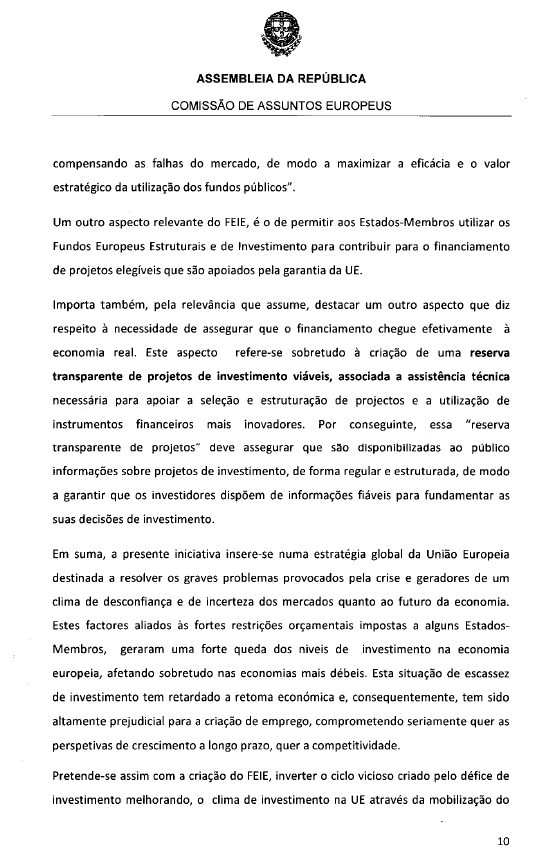 ASSEMBLEIA DA REPÚBLICA
COMISSÃO DE ASSUNTOS EUROPEUS
compensando as falhas do mercado, de modo a maximizar a eficácia e o valor
estratégico da utilização dos fundos públicos".
Um outro aspecto relevante do FEIE, é o de permitir aos Estados-Membros utilizar os
Fundos Europeus Estruturais e de Investimento para contribuir para o financiamento
de projetos elegíveis que são apoiados pela garantia da UE.
Importa também, pela relevância que assume, destacar um outro aspecto que diz
respeito à necessidade de assegurar que o financiamento chegue efetivamente à
economia real. Este aspecto refere-se sobretudo à criação de uma reserva
transparente de projetos de investimento viáveis, associada a assistência técnica
necessária para apoiar a seleção e estruturação de projectos e a utilização de
instrumentos financeiros mais inovadores. Por conseguinte, essa "reserva
transparente de projetos" deve assegurar que são disponibilizadas ao público
informações sobre projetos de investimento, de forma regular e estruturada, de modo
a garantir que os investidores dispõem de informações fiáveis para fundamentar as
suas decisões de investimento.
Em suma, a presente iniciativa insere-se numa estratégia global da União Europeia
destinada a resolver os graves problemas provocados pela crise e geradores de um
clima de desconfiança e de incerteza dos mercados quanto ao futuro da economia.
Estes factores aliados às fortes restrições orçamentais impostas a alguns Estados-
Membros, geraram uma forte queda dos niveis de investimento na economia
europeia, afetando sobretudo nas economias mais débeis. Esta situação de escassez
de investimento tem retardado a retoma económica e, consequentemente, tem sido
altamente prejudicial para a criação de emprego, comprometendo seriamente quer as
perspetivas de crescimento a longo prazo, quer a competitividade.
Pretende-se assim com a criação do FEIE, inverter o ciclo vicioso criado pelo défice de
investimento melhorando, o clima de investimento na UE através da mobilização do
10